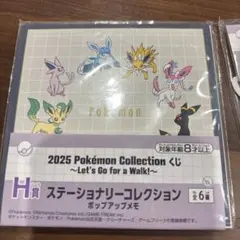 Pokémon
対象年齢8才以上
2025 Pokémon Collection くじ
～Let's Go for a Walk!～
H賞
ステーショナリーコレクション
ポップアップメモ
全6種